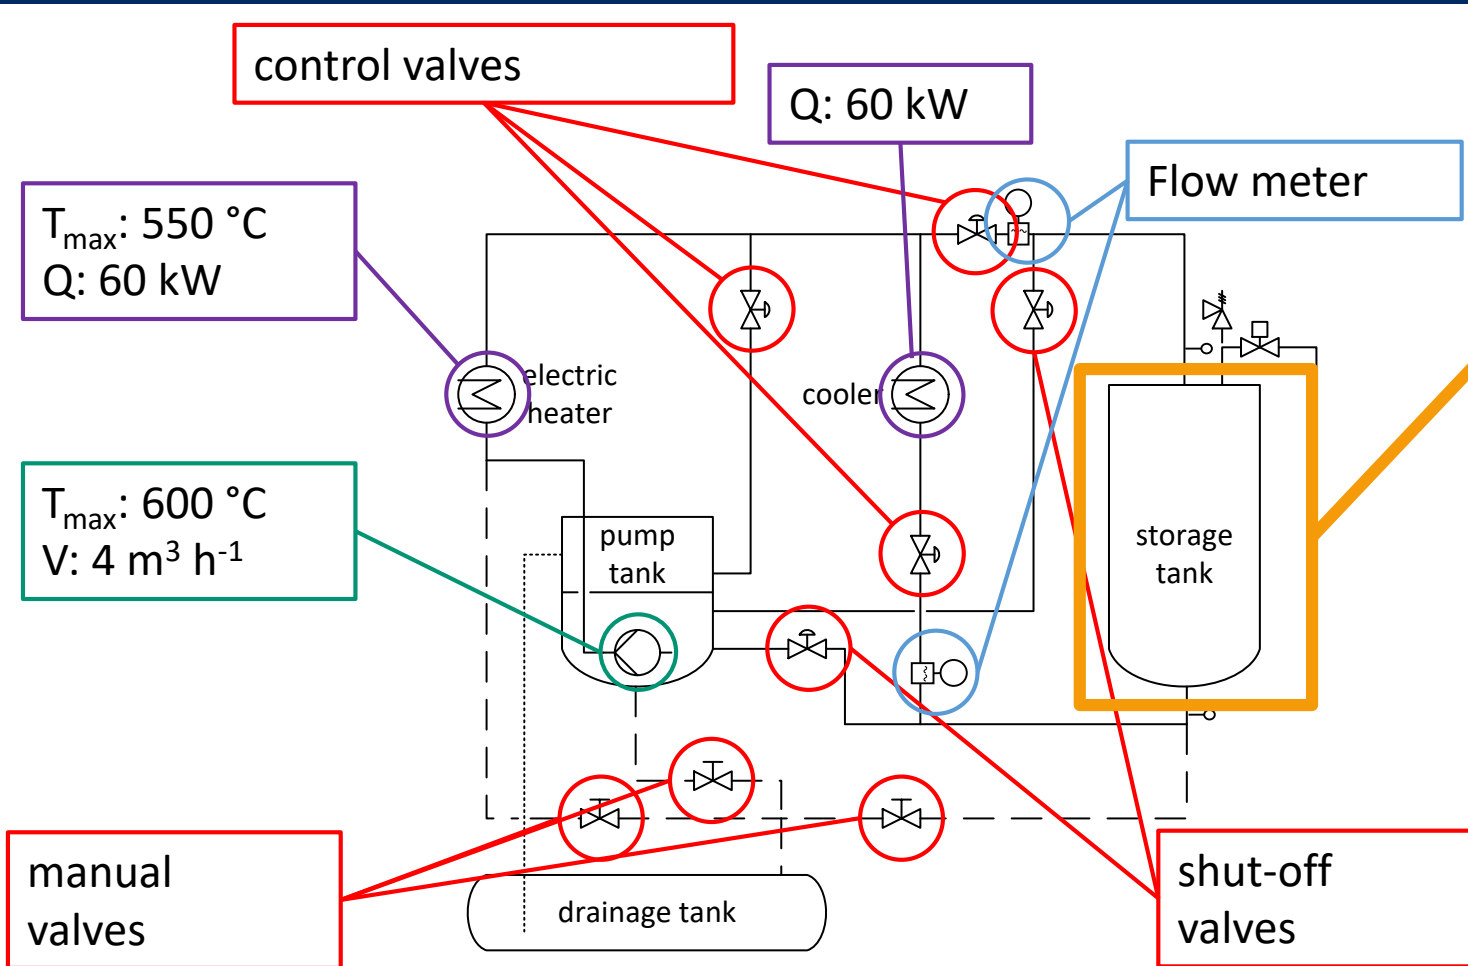 control valves
Q: 60 kW
Flow meter
Tmax: 550 °C
Q: 60 kW
electric
heater
cooler
Tmax: 600 °C
V: 4 m³ h⁻¹
pump
tank
storage
tank
manual
valves
drainage tank
shut-off
valves